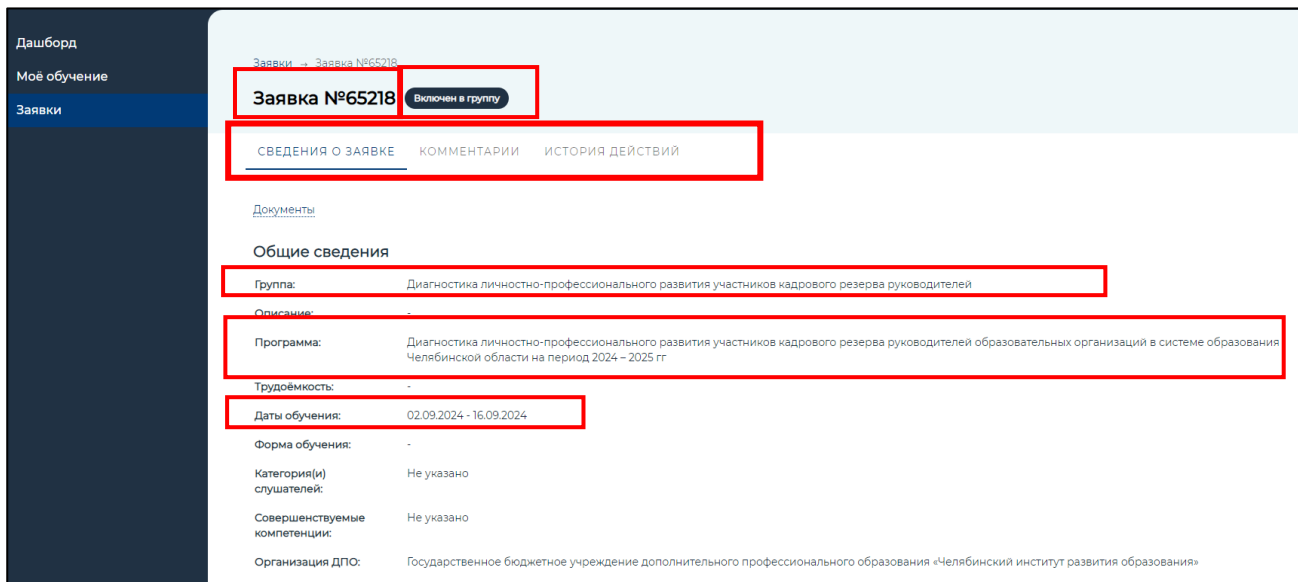 Дашборд
Моё обучение
Заявки
Заявки → Заявка №65218
Заявка №65218 Включен в группу
СВЕДЕНИЯ О ЗАЯВКЕ КОММЕНТАРИИ ИСТОРИЯ ДЕЙСТВИЙ
Документы
Общие сведения
Группа: Диагностика личностно-профессионального развития участников кадрового резерва руководителей
Описание: -
Программа: Диагностика личностно-профессионального развития участников кадрового резерва руководителей образовательных организаций в системе образования
Челябинской области на период 2024 – 2025 гг
Трудоёмкость: -
Даты обучения: 02.09.2024 - 16.09.2024
Форма обучения: -
Категория(и) Не указано
слушателей:
Совершенствуемые Не указано
компетенции:
Организация ДПО: Государственное бюджетное учреждение дополнительного профессионального образования «Челябинский институт развития образования»